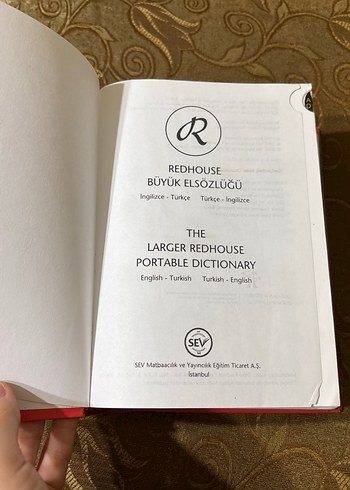 R
REDHOUSE
BÜYÜK ELSÖZLÜĞÜ
İngilizce - Türkçe Türkçe - İngilizce
THE
LARGER REDHOUSE
PORTABLE DICTIONARY
English - Turkish Turkish - English
SEV
SEV Matbaacılık ve Yayıncılık Eğitim Ticaret A.Ş.
İstanbul